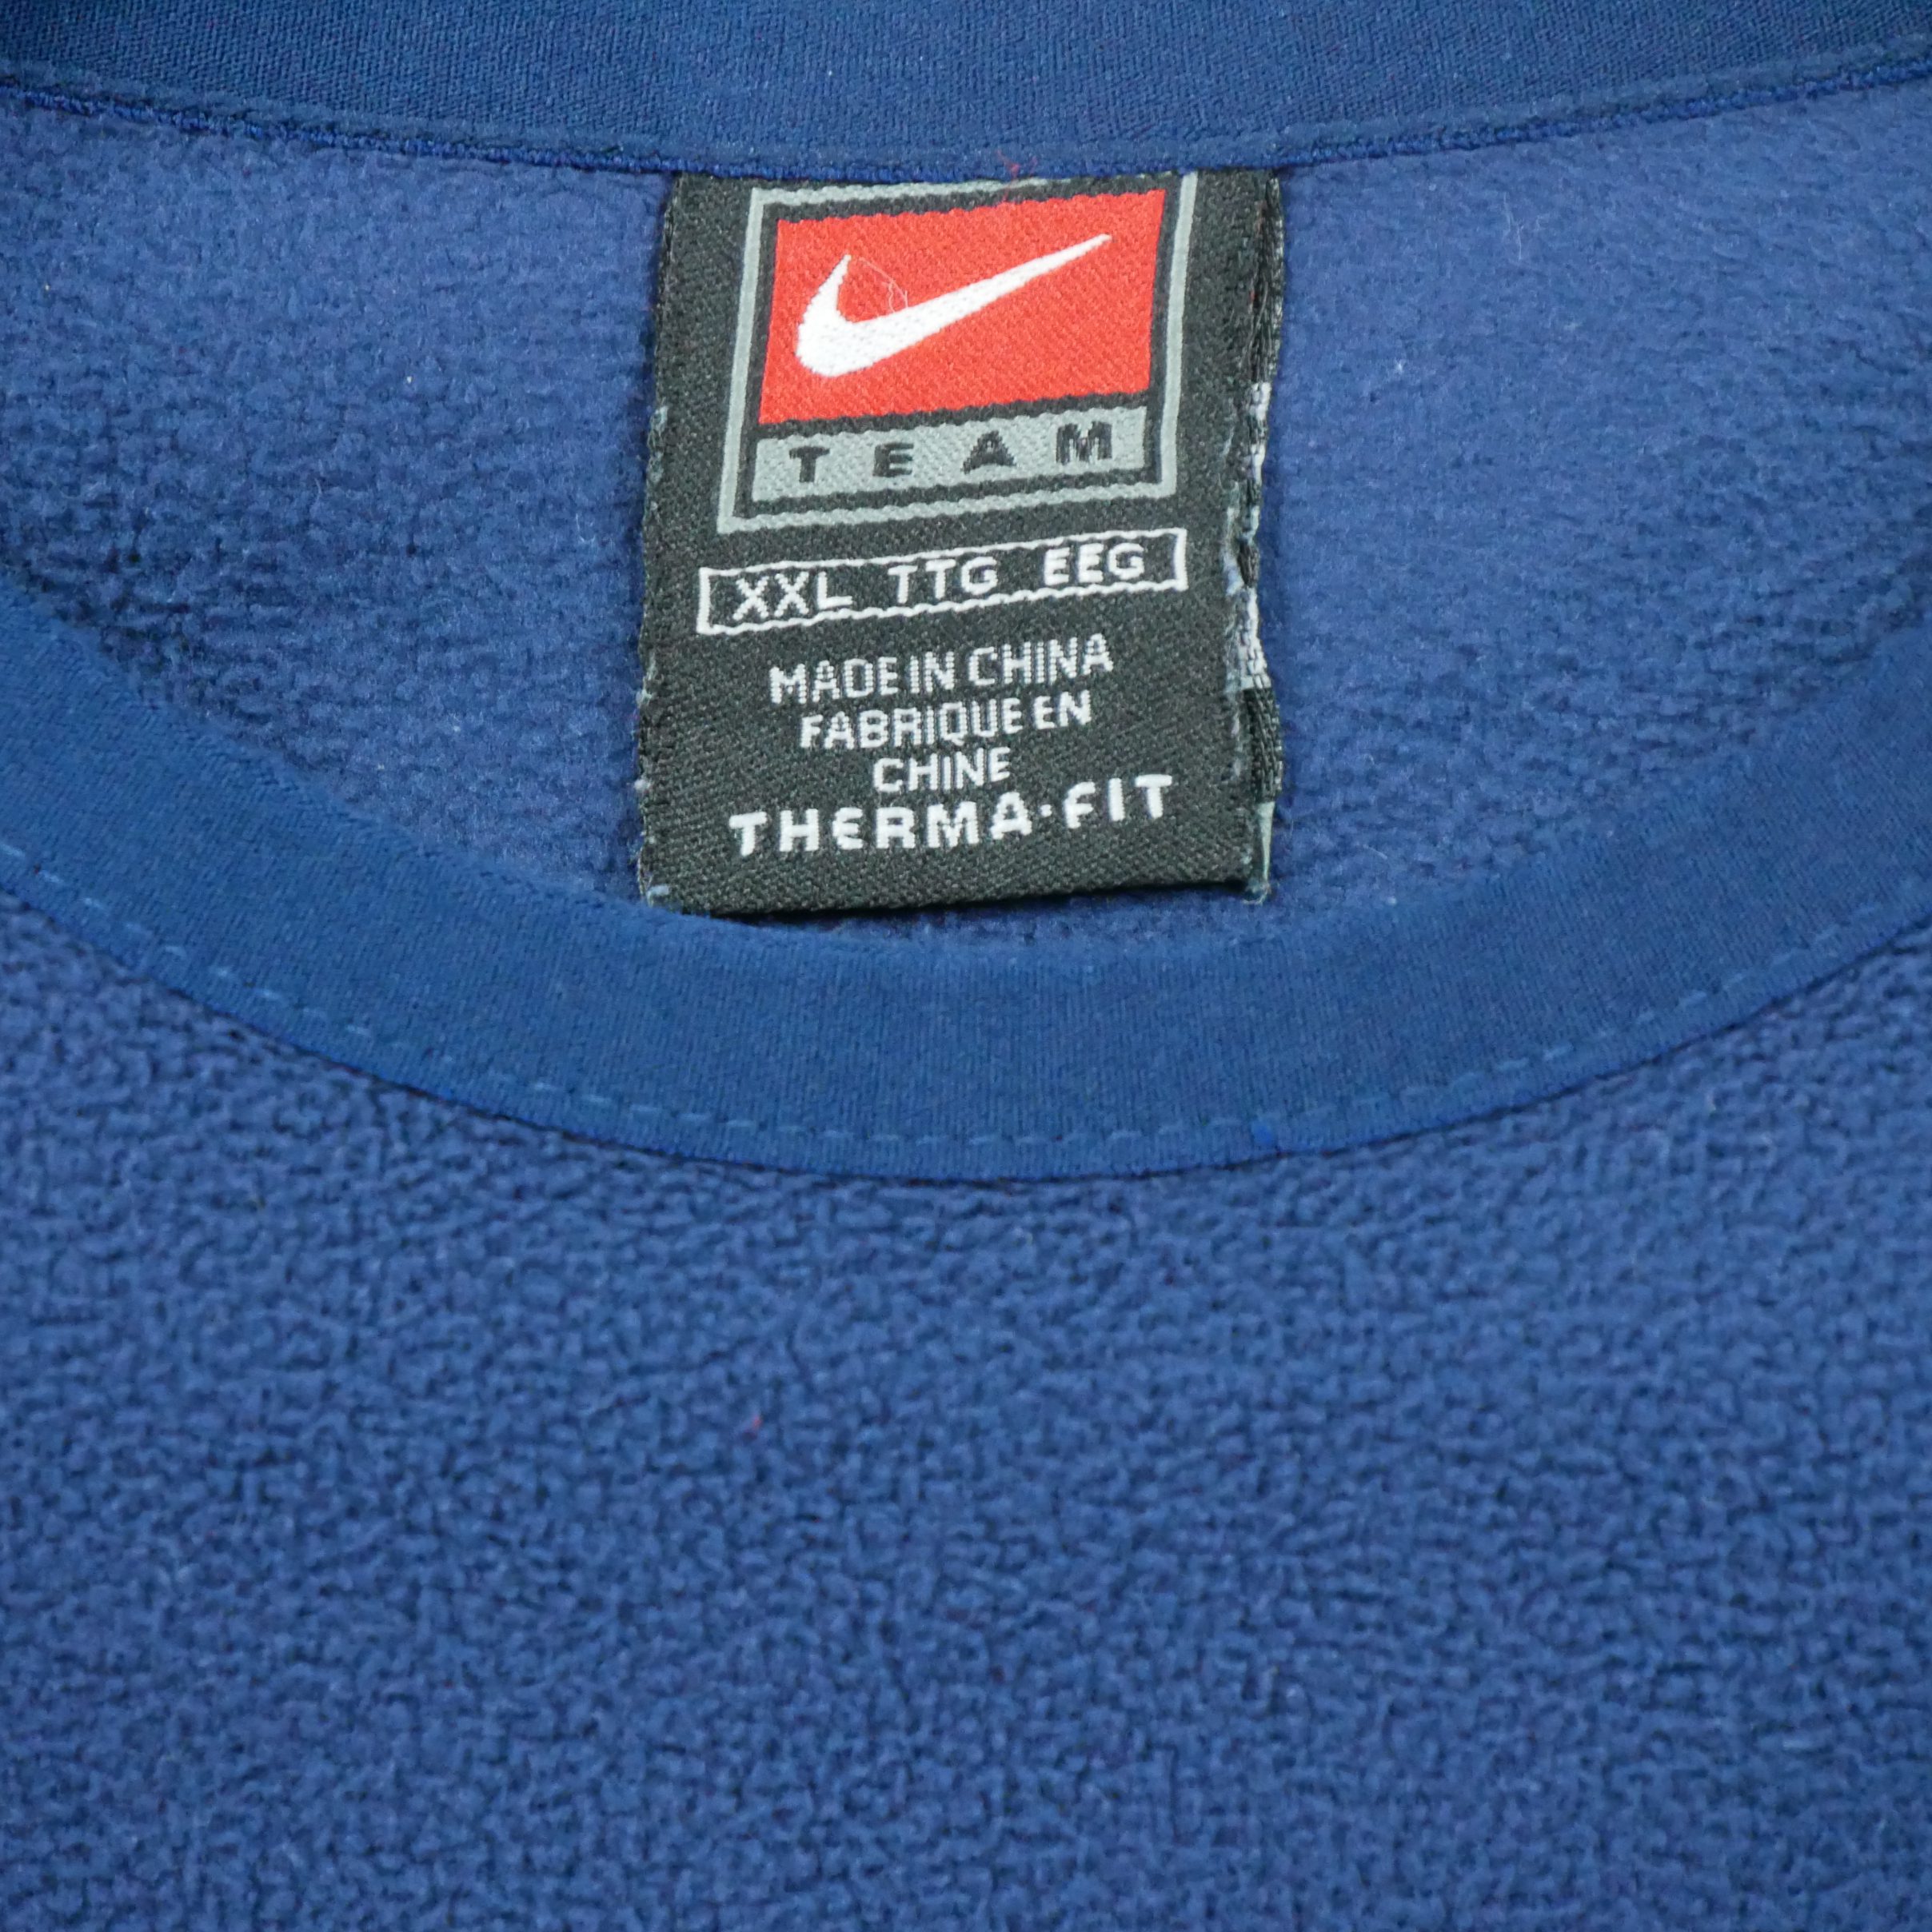 TEAM
XXL TTG EEG
MADE IN CHINA
FABRIQUE EN
CHINE
THERMA·FIT